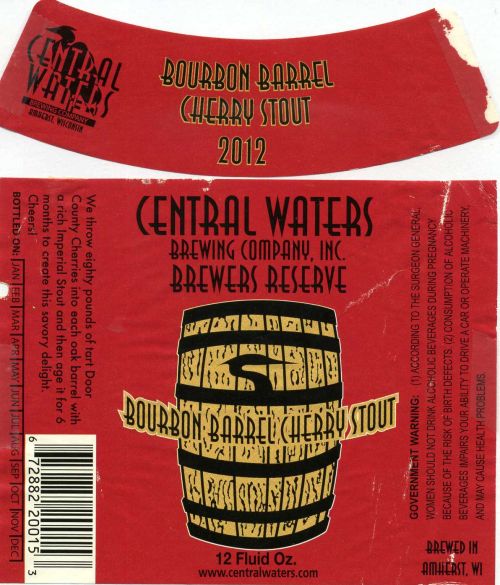 CENTRAL
WATERS
BREWING COMPANY
AMHERST, WISCONSIN
BOURBON BARREL
CHERRY STOUT
2012
CENTRAL WATERS
BREWING COMPANY, INC.
BREWERS RESERVE
BOURBON BARREL CHERRY STOUT
12 Fluid Oz.
www.centralwaters.com
We throw eighty pounds of tart Door
County Cherries into each oak barrel with
a rich Imperial Stout and then age it for 6
months to create this savory delight.
Cheers!
BOTTLED ON: |JAN|FEB|MAR|APR|MAY|JUN|JUL|AUG|SEP|OCT|NOV|DEC|
6 72882 20015 3
GOVERNMENT WARNING: (1) ACCORDING TO THE SURGEON GENERAL,
WOMEN SHOULD NOT DRINK ALCOHOLIC BEVERAGES DURING PREGNANCY
BECAUSE OF THE RISK OF BIRTH DEFECTS. (2) CONSUMPTION OF ALCOHOLIC
BEVERAGES IMPAIRS YOUR ABILITY TO DRIVE A CAR OR OPERATE MACHINERY,
AND MAY CAUSE HEALTH PROBLEMS.
BREWED IN
AMHERST, WI